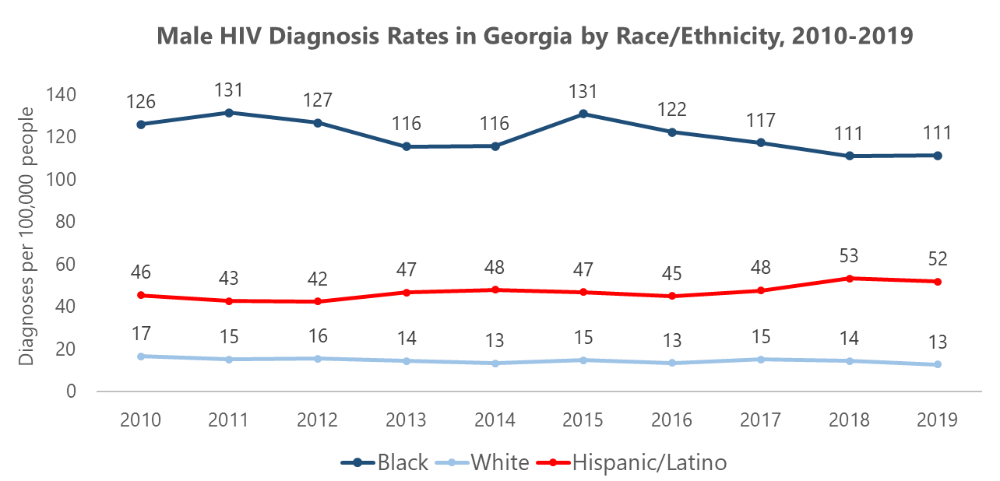 Male HIV Diagnosis Rates in Georgia by Race/Ethnicity, 2010-2019
Diagnoses per 100,000 people
140
120
100
80
60
40
20
0
126 131 127 116 116 131 122 117 111 111
46 43 42 47 48 47 45 48 53 52
17 15 16 14 13 15 13 15 14 13
2010 2011 2012 2013 2014 2015 2016 2017 2018 2019
Black White Hispanic/Latino